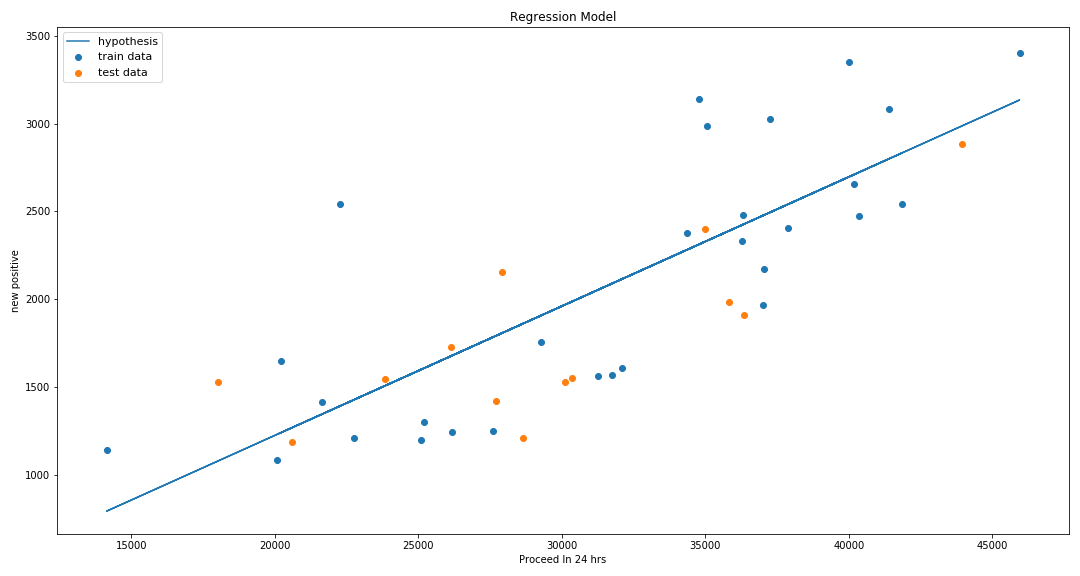 Regression Model
hypothesis
train data
test data
3500
3000
2500
2000
1500
1000
new positive
15000 20000 25000 30000 35000 40000 45000
Proceed In 24 hrs